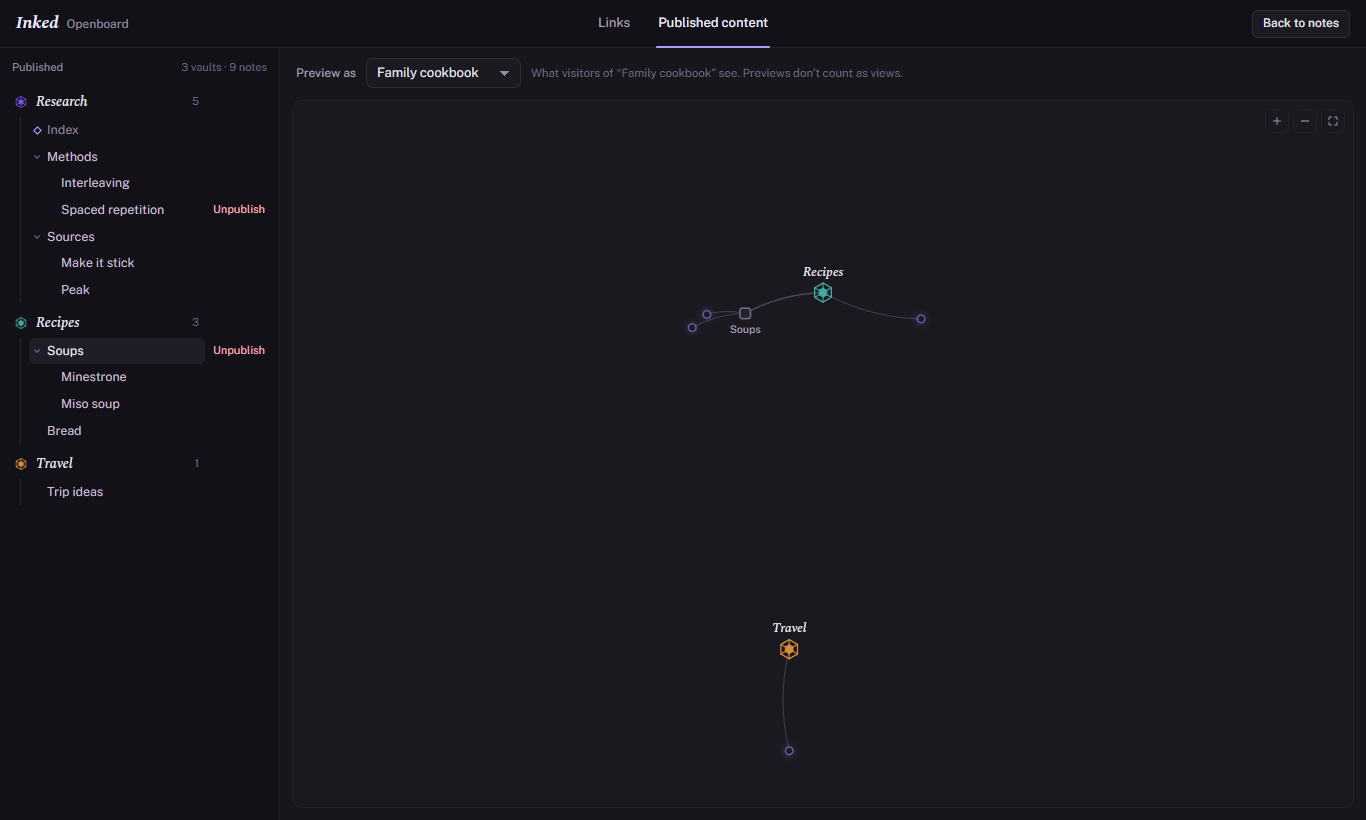 Inked Openboard
Links
Published content
Back to notes
Published
3 vaults · 9 notes
Preview as
Family cookbook
What visitors of “Family cookbook” see. Previews don’t count as views.
Research 5
Index
Methods
Interleaving
Spaced repetition Unpublish
Sources
Make it stick
Peak
Recipes 3
Soups Unpublish
Minestrone
Miso soup
Bread
Travel 1
Trip ideas
Recipes
Soups
Travel